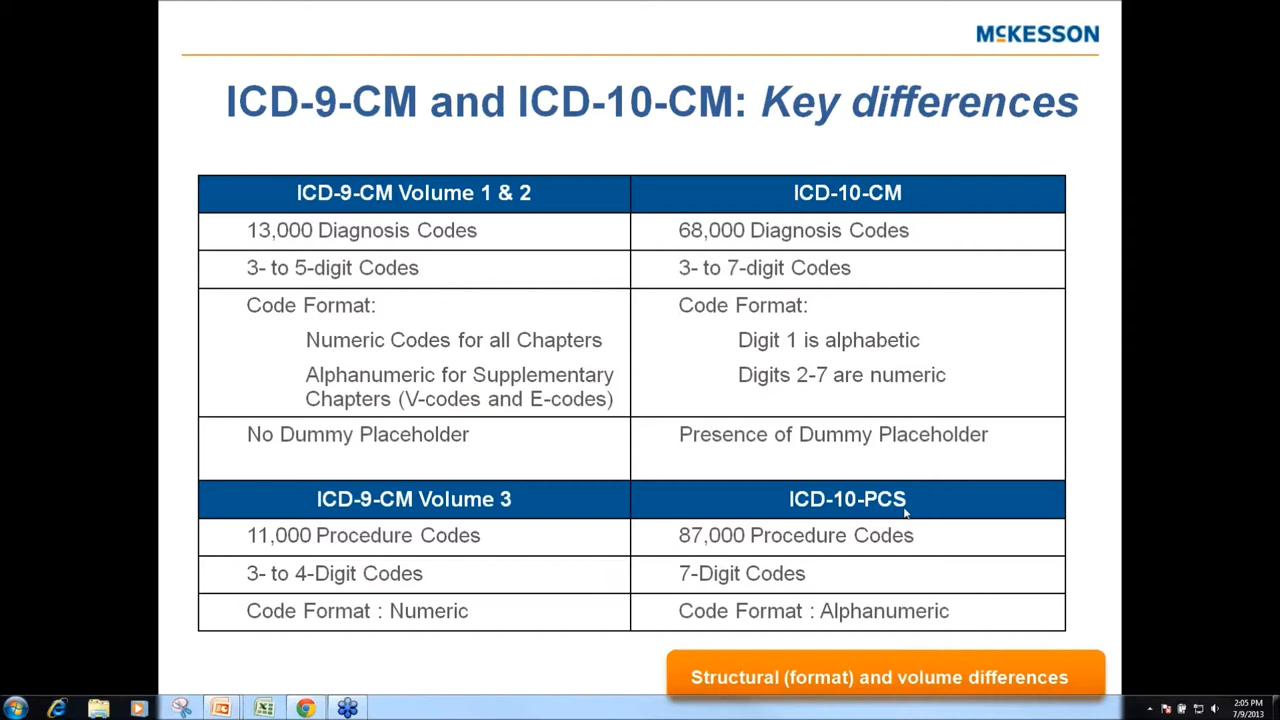 McKESSON
ICD-9-CM and ICD-10-CM: Key differences
ICD-9-CM Volume 1 & 2
ICD-10-CM
13,000 Diagnosis Codes
68,000 Diagnosis Codes
3- to 5-digit Codes
3- to 7-digit Codes
Code Format:
Numeric Codes for all Chapters
Alphanumeric for Supplementary
Chapters (V-codes and E-codes)
Code Format:
Digit 1 is alphabetic
Digits 2-7 are numeric
No Dummy Placeholder
Presence of Dummy Placeholder
ICD-9-CM Volume 3
ICD-10-PCS
11,000 Procedure Codes
87,000 Procedure Codes
3- to 4-Digit Codes
7-Digit Codes
Code Format : Numeric
Code Format : Alphanumeric
Structural (format) and volume differences
2:05 PM
7/9/2013